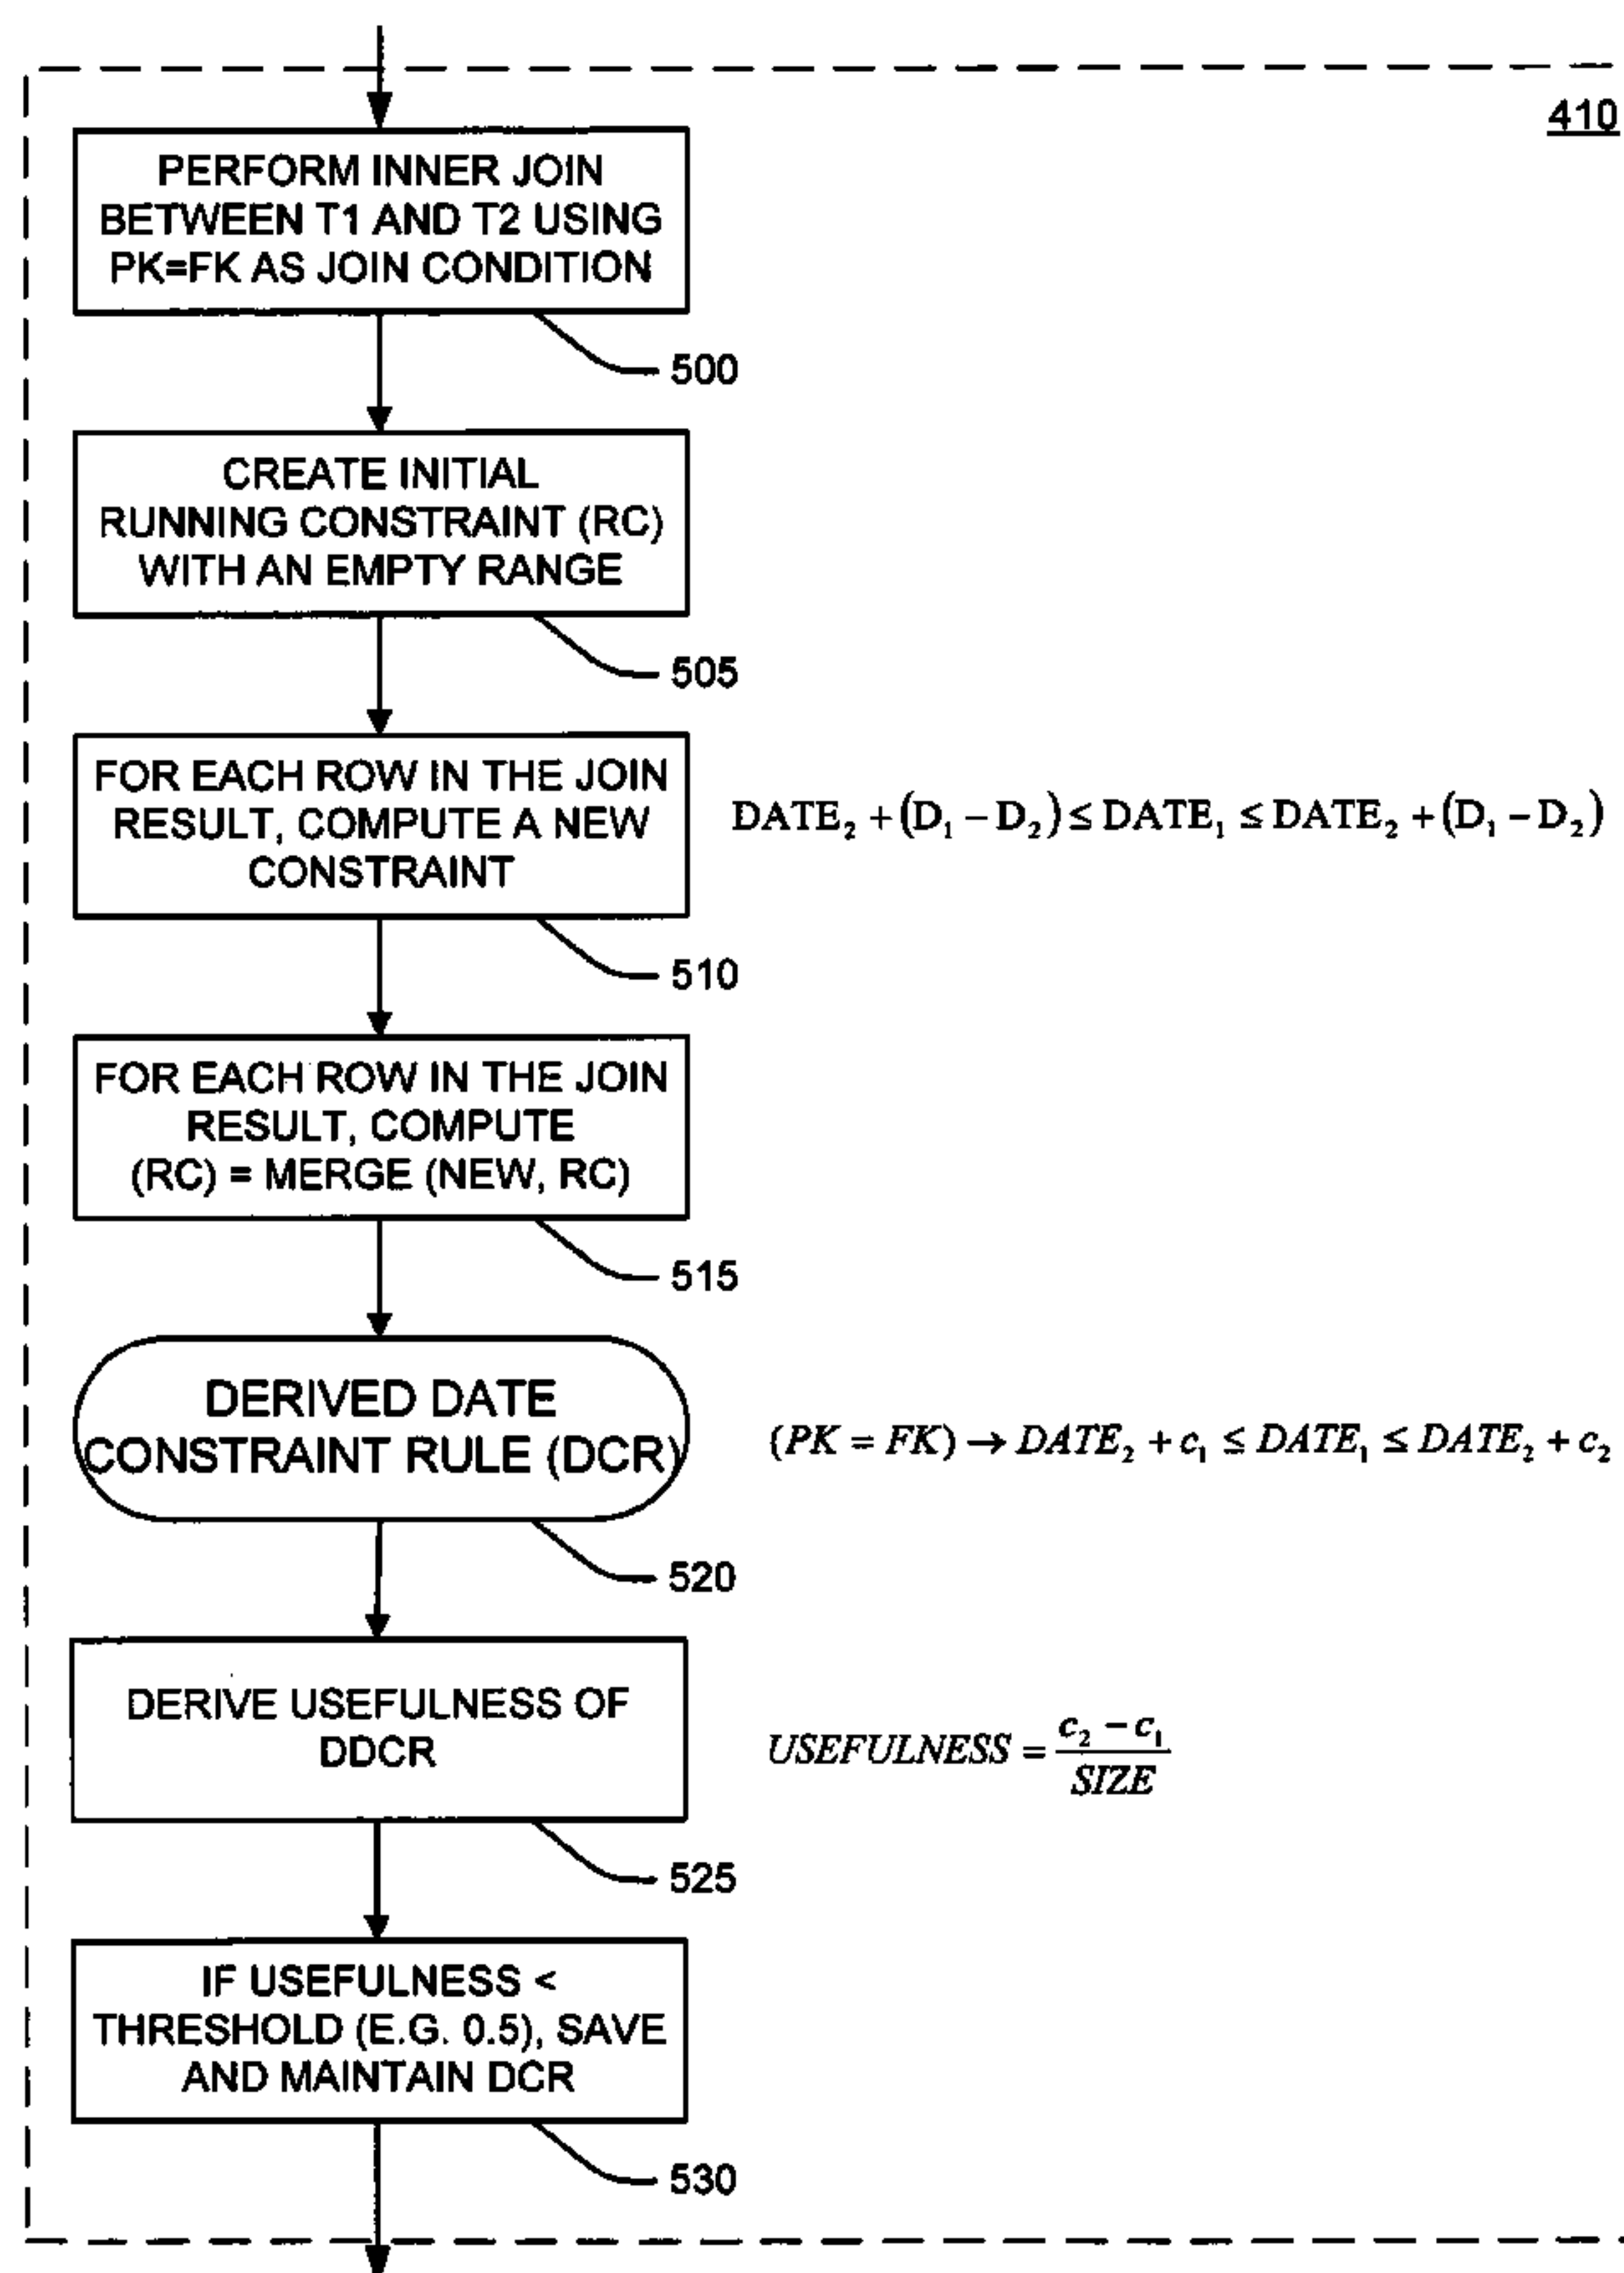 410
PERFORM INNER JOIN
BETWEEN T1 AND T2 USING
PK=FK AS JOIN CONDITION
500
CREATE INITIAL
RUNNING CONSTRAINT (RC)
WITH AN EMPTY RANGE
505
FOR EACH ROW IN THE JOIN
RESULT, COMPUTE A NEW
CONSTRAINT
DATE₂ + (D₁ − D₂) ≤ DATE₁ ≤ DATE₂ + (D₁ − D₂)
510
FOR EACH ROW IN THE JOIN
RESULT, COMPUTE
(RC) = MERGE (NEW, RC)
515
DERIVED DATE
CONSTRAINT RULE (DCR)
(PK = FK) → DATE₂ + c₁ ≤ DATE₁ ≤ DATE₂ + c₂
520
DERIVE USEFULNESS OF
DDCR
USEFULNESS = (c₂ − c₁) / SIZE
525
IF USEFULNESS <
THRESHOLD (E.G. 0.5), SAVE
AND MAINTAIN DCR
530